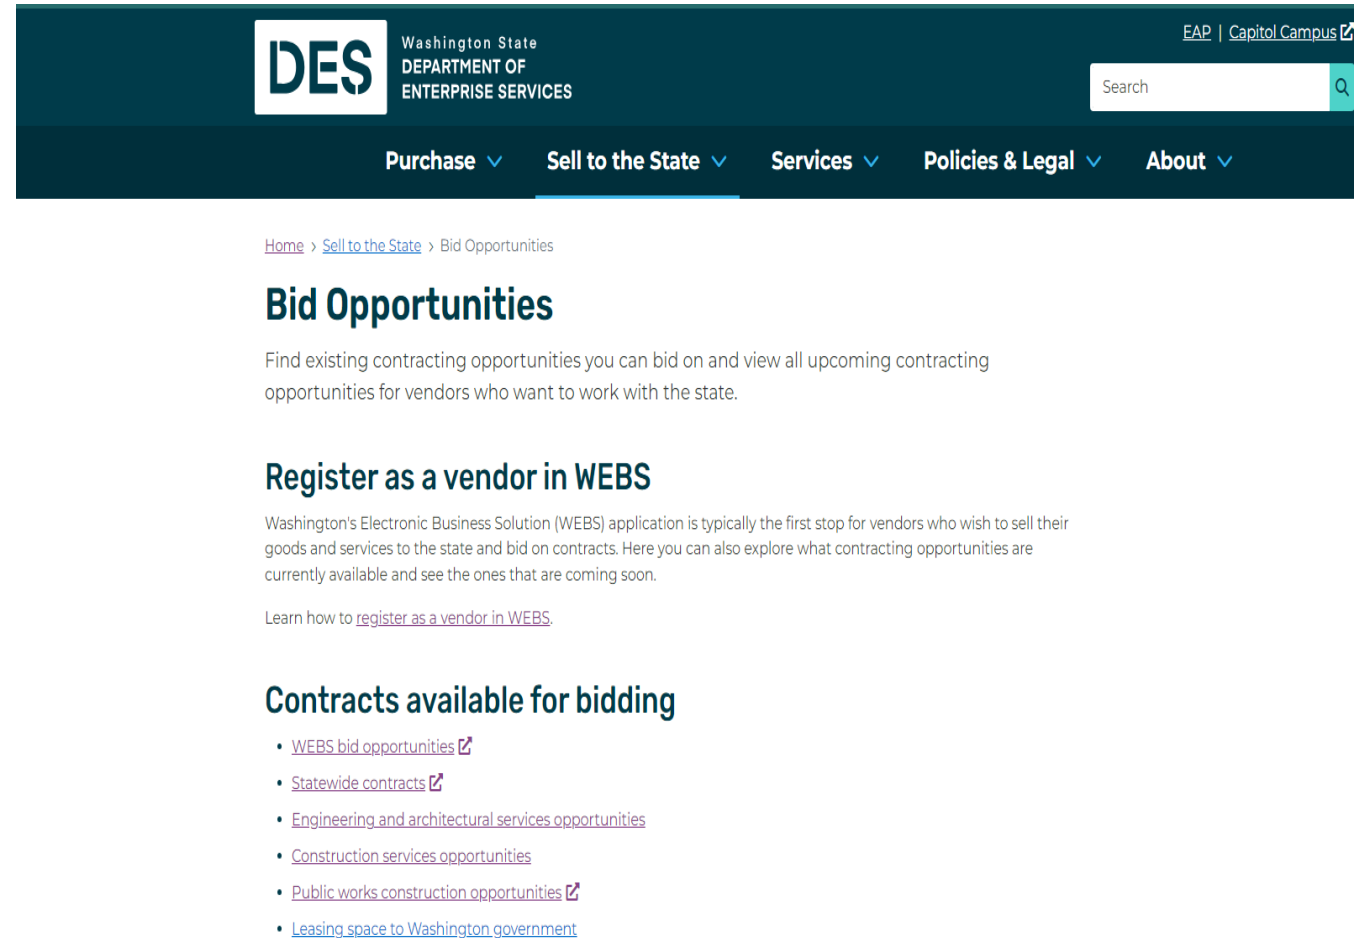 EAP | Capitol Campus
DES
Washington State
DEPARTMENT OF
ENTERPRISE SERVICES
Search
Purchase
Sell to the State
Services
Policies & Legal
About
Home > Sell to the State > Bid Opportunities
Bid Opportunities
Find existing contracting opportunities you can bid on and view all upcoming contracting
opportunities for vendors who want to work with the state.
Register as a vendor in WEBS
Washington's Electronic Business Solution (WEBS) application is typically the first stop for vendors who wish to sell their
goods and services to the state and bid on contracts. Here you can also explore what contracting opportunities are
currently available and see the ones that are coming soon.
Learn how to register as a vendor in WEBS.
Contracts available for bidding
• WEBS bid opportunities
• Statewide contracts
• Engineering and architectural services opportunities
• Construction services opportunities
• Public works construction opportunities
• Leasing space to Washington government